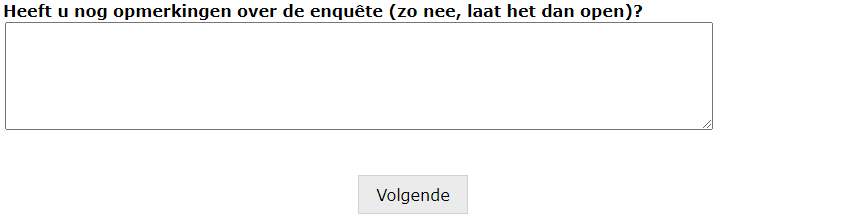 Heeft u nog opmerkingen over de enquête (zo nee, laat het dan open)?
Volgende